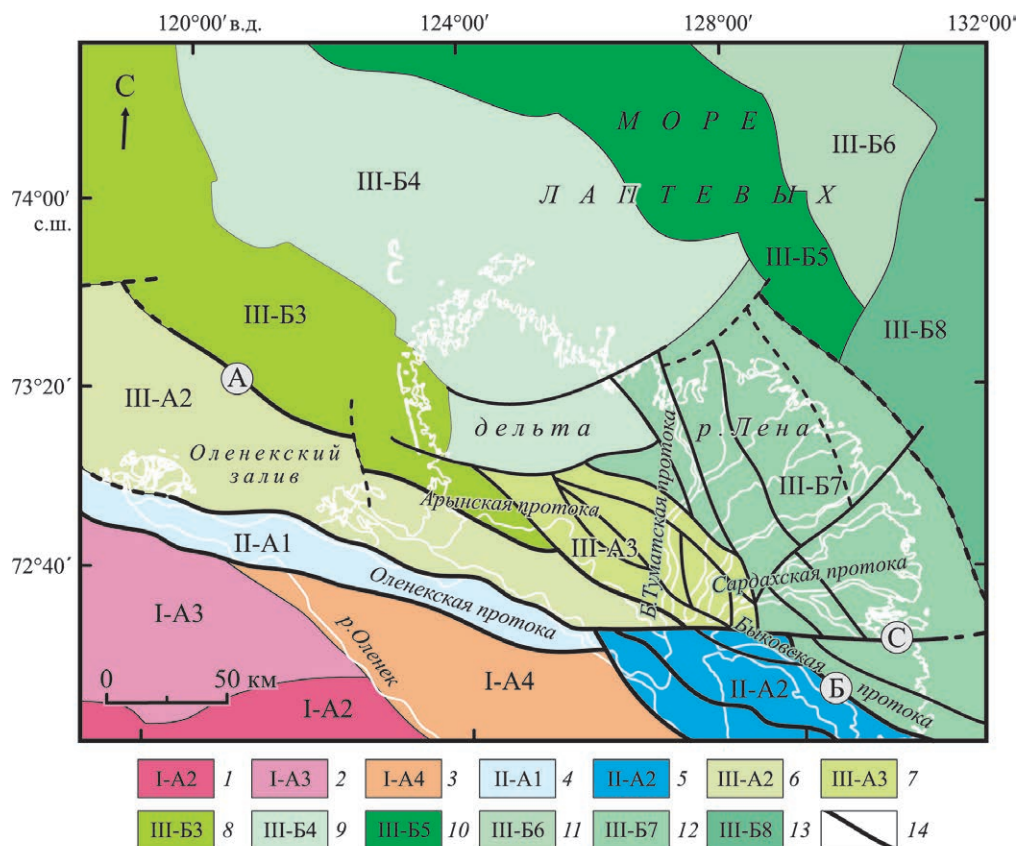 120°00′ в.д.
124°00′
128°00′
132°00′
С
74°00′
с.ш.
73°20′
72°40′
МОРЕ
ЛАПТЕВЫХ
III-Б6
III-Б4
III-Б5
III-Б3
III-Б8
А
III-А2
дельта
р. Лена
Оленекский
залив
III-Б7
Арынская протока
Б.Туматская протока
II-А1
III-А3
Сардахская протока
Оленекская протока
I-А3
р.Оленек
Быковская
протока
С
Б
0
50 км
I-А4
II-А2
I-А2
I-А2 1
I-А3 2
I-А4 3
II-А1 4
II-А2 5
III-А2 6
III-А3 7
III-Б3 8
III-Б4 9
III-Б5 10
III-Б6 11
III-Б7 12
III-Б8 13
14